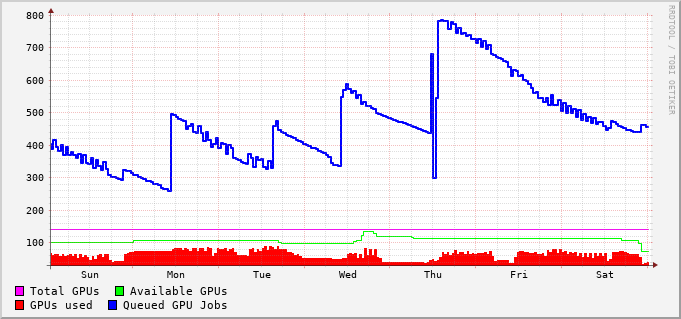 800
700
600
500
400
300
200
100
Sun Mon Tue Wed Thu Fri Sat
Total GPUs Available GPUs
GPUs used Queued GPU Jobs
RRDTOOL / TOBI OETIKER